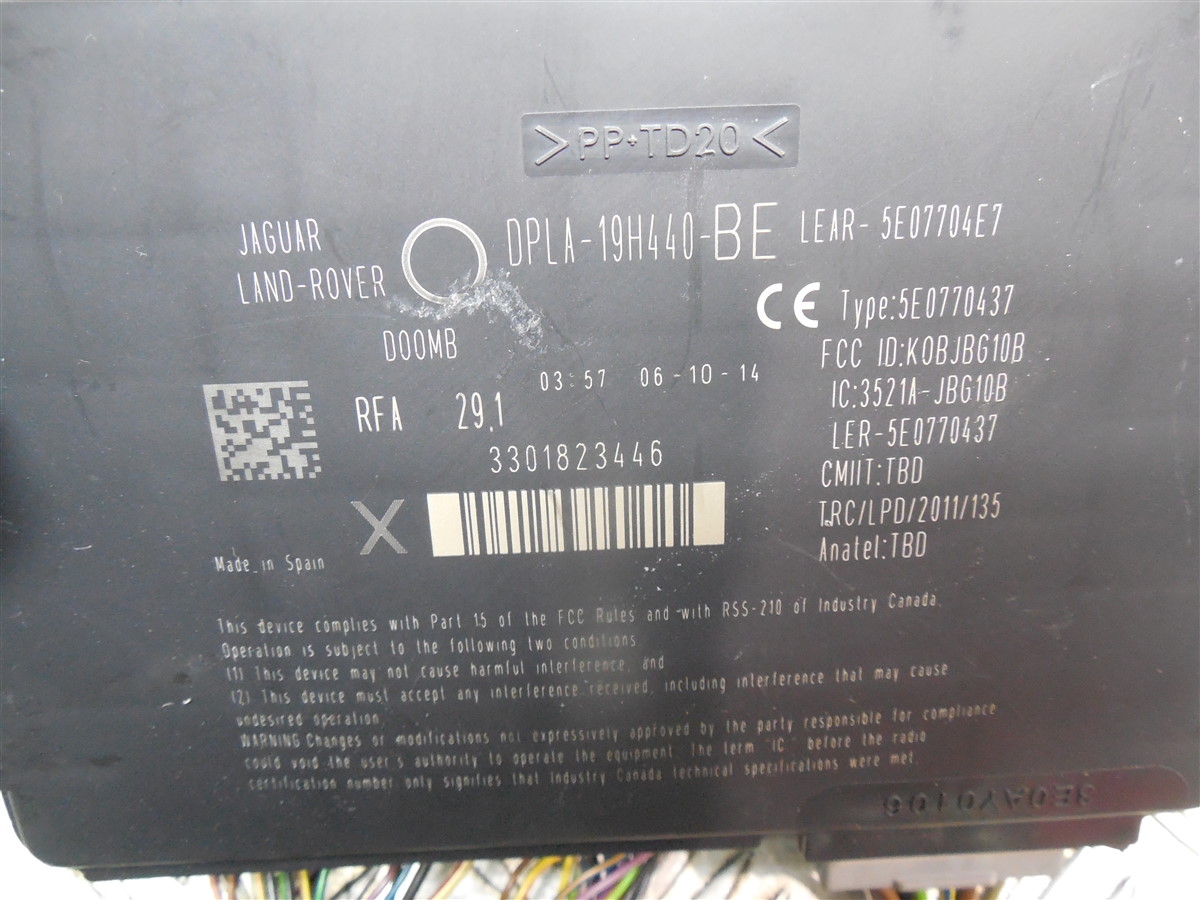 >PP+TD20<
JAGUAR
LAND-ROVER
DPLA-19H440-BE LEAR- 5E07704E7
CE Type:5E0770437
D00MB
FCC ID:KOBJBG10B
03:57 06-10-14
IC:3521A-JBG10B
RFA 29,1
LER-5E0770437
3301823446
CMIIT:TBD
X
TRC/LPD/2011/135
Anatel:TBD
Made in Spain
This device complies with Part 15 of the FCC Rules and with RSS-210 of Industry Canada.
Operation is subject to the following two conditions
(1) This device may not cause harmful interference, and
(2) This device must accept any interference received, including interference that may cause
undesired operation
WARNING Changes or modifications not expressively approved by the party responsible for compliance
could void the user's authority to operate the equipment. The term "IC" before the radio
certification number only signifies that Industry Canada technical specifications were met.